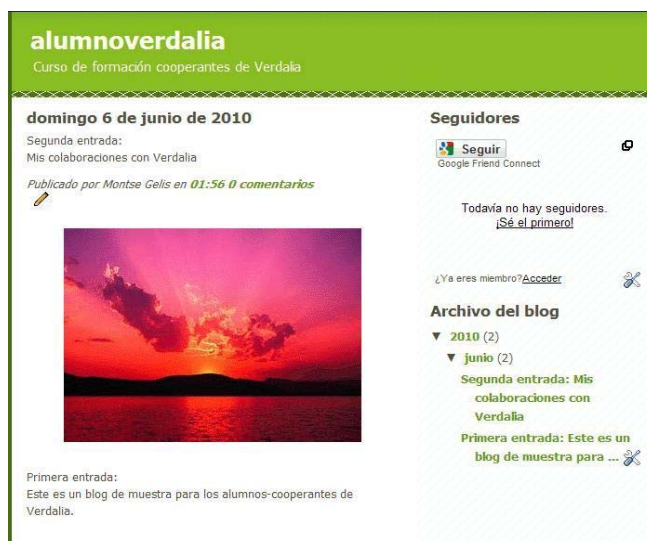 alumnoverdalia
Curso de formación cooperantes de Verdalia
domingo 6 de junio de 2010
Segunda entrada:
Mis colaboraciones con Verdalia
Publicado por Montse Gelis en 01:56 0 comentarios
Primera entrada:
Este es un blog de muestra para los alumnos-cooperantes de
Verdalia.
Seguidores
Seguir
Google Friend Connect
Todavía no hay seguidores.
¡Sé el primero!
¿Ya eres miembro?Acceder
Archivo del blog
▼ 2010 (2)
▼ junio (2)
Segunda entrada: Mis
colaboraciones con
Verdalia
Primera entrada: Este es un
blog de muestra para ...